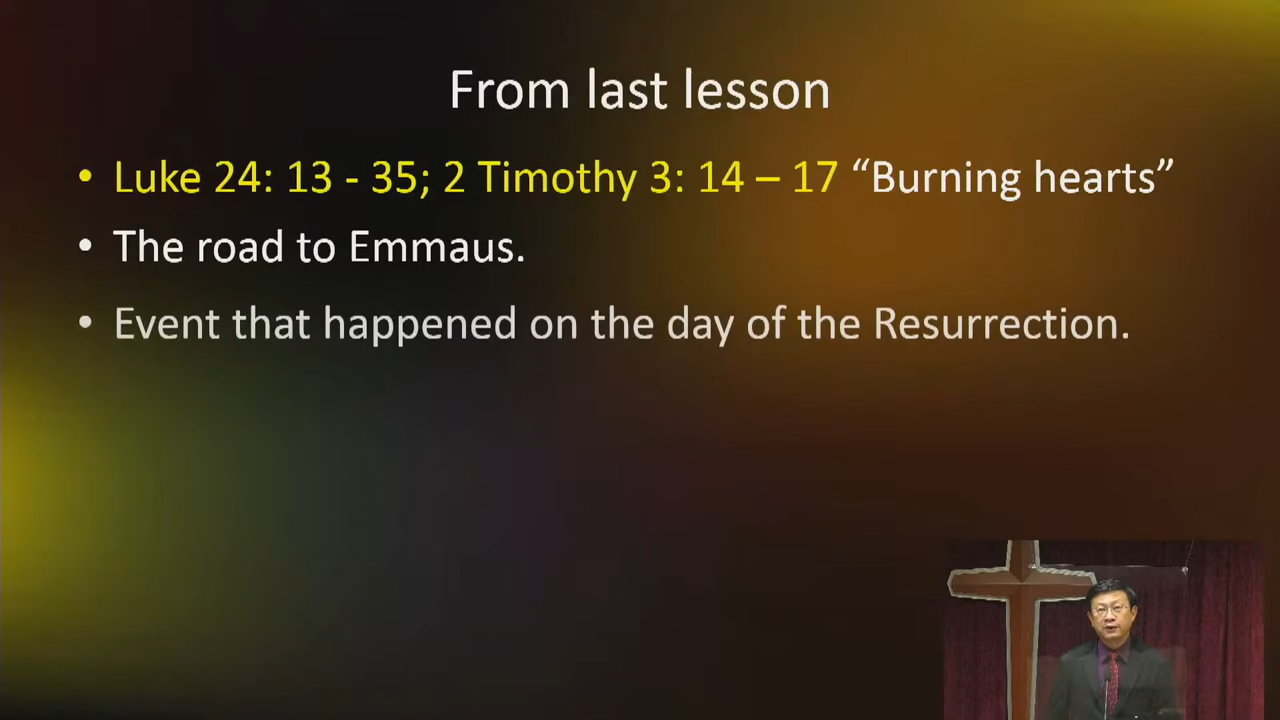 From last lesson
• Luke 24: 13 - 35; 2 Timothy 3: 14 – 17 “Burning hearts”
• The road to Emmaus.
• Event that happened on the day of the Resurrection.